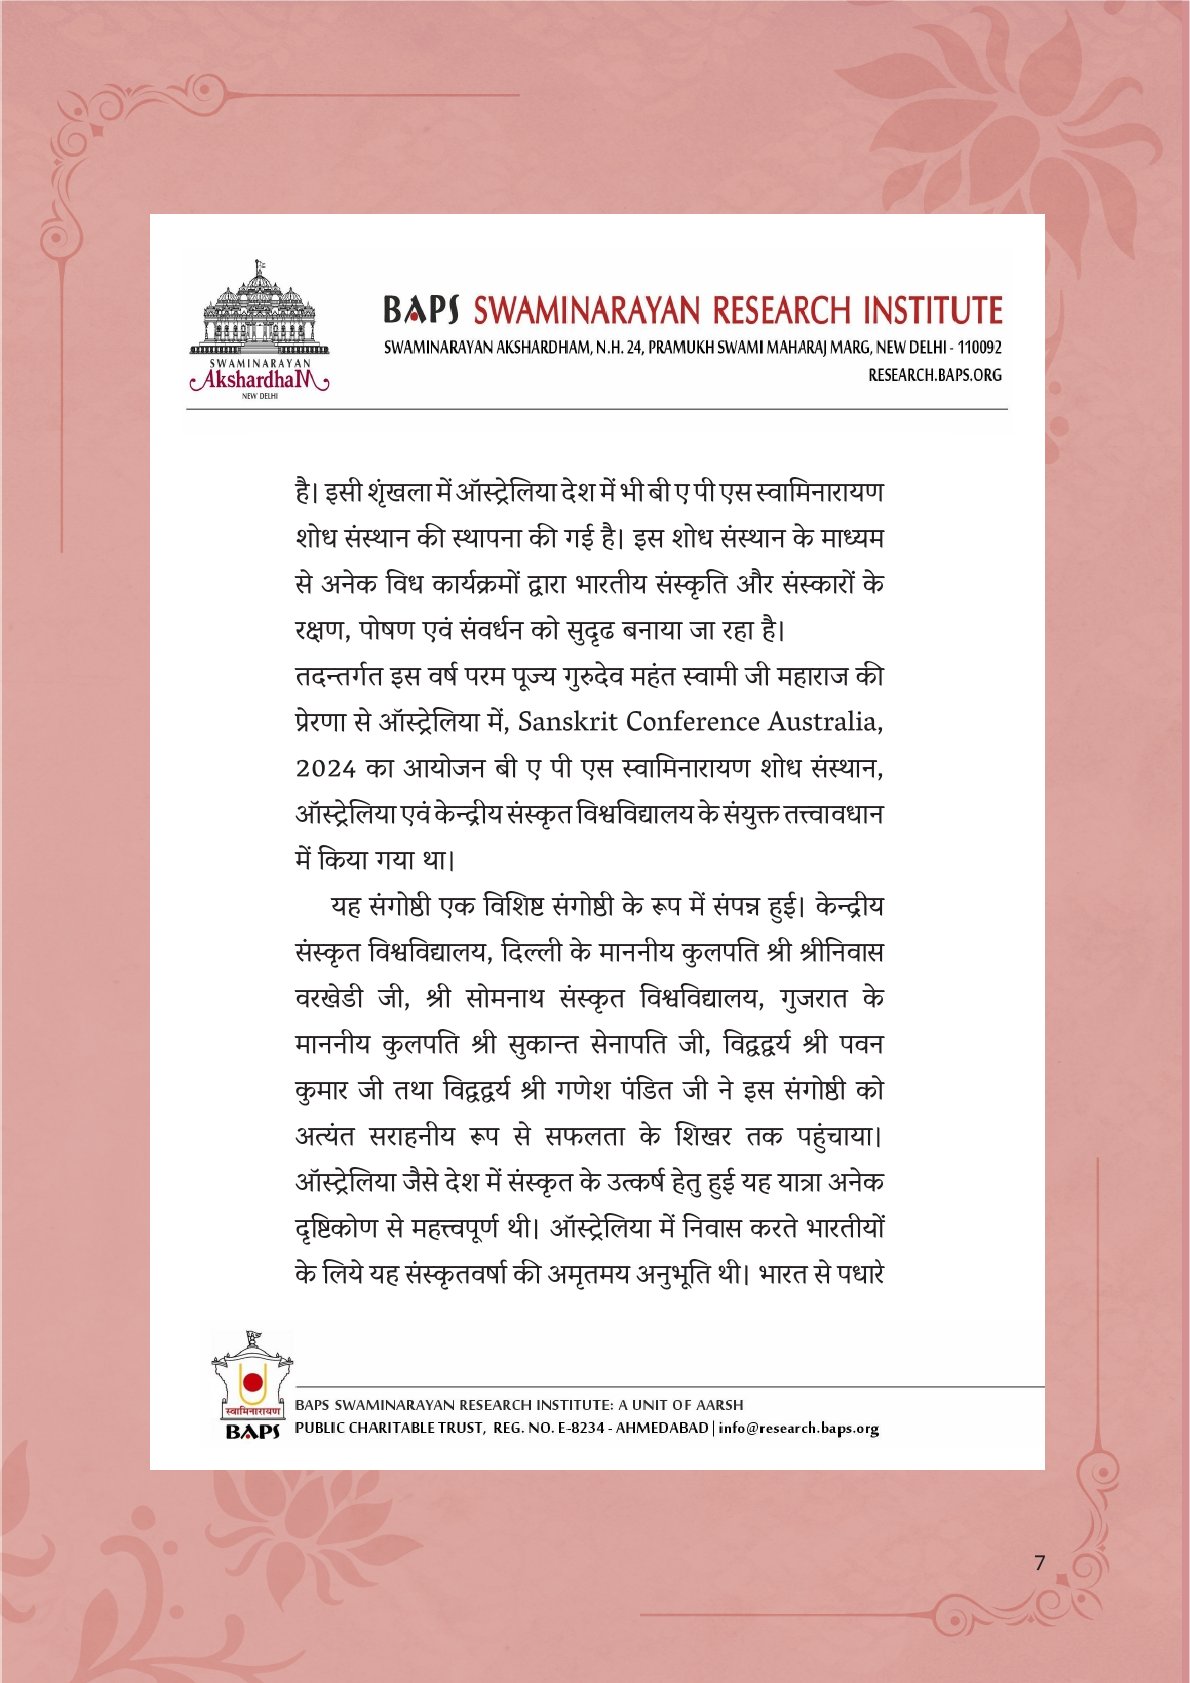 SWAMINARAYAN
AkshardhaM
NEW DELHI
BAPS SWAMINARAYAN RESEARCH INSTITUTE
SWAMINARAYAN AKSHARDHAM, N.H. 24, PRAMUKH SWAMI MAHARAJ MARG, NEW DELHI - 110092
RESEARCH.BAPS.ORG
है। इसी शृंखला में ऑस्ट्रेलिया देश में भी बी ए पी एस स्वामिनारायण
शोध संस्थान की स्थापना की गई है। इस शोध संस्थान के माध्यम
से अनेक विध कार्यक्रमों द्वारा भारतीय संस्कृति और संस्कारों के
रक्षण, पोषण एवं संवर्धन को सुदृढ बनाया जा रहा है।
तदन्तर्गत इस वर्ष परम पूज्य गुरुदेव महंत स्वामी जी महाराज की
प्रेरणा से ऑस्ट्रेलिया में, Sanskrit Conference Australia,
2024 का आयोजन बी ए पी एस स्वामिनारायण शोध संस्थान,
ऑस्ट्रेलिया एवं केन्द्रीय संस्कृत विश्वविद्यालय के संयुक्त तत्त्वावधान
में किया गया था।
यह संगोष्ठी एक विशिष्ट संगोष्ठी के रूप में संपन्न हुई। केन्द्रीय
संस्कृत विश्वविद्यालय, दिल्ली के माननीय कुलपति श्री श्रीनिवास
वरखेडी जी, श्री सोमनाथ संस्कृत विश्वविद्यालय, गुजरात के
माननीय कुलपति श्री सुकान्त सेनापति जी, विद्वद्वर्य श्री पवन
कुमार जी तथा विद्वद्वर्य श्री गणेश पंडित जी ने इस संगोष्ठी को
अत्यंत सराहनीय रूप से सफलता के शिखर तक पहुंचाया।
ऑस्ट्रेलिया जैसे देश में संस्कृत के उत्कर्ष हेतु हुई यह यात्रा अनेक
दृष्टिकोण से महत्त्वपूर्ण थी। ऑस्ट्रेलिया में निवास करते भारतीयों
के लिये यह संस्कृतवर्षा की अमृतमय अनुभूति थी। भारत से पधारे
स्वामिनारायण
BAPS
BAPS SWAMINARAYAN RESEARCH INSTITUTE: A UNIT OF AARSH
PUBLIC CHARITABLE TRUST, REG. NO. E-8234 - AHMEDABAD | info@research.baps.org
7